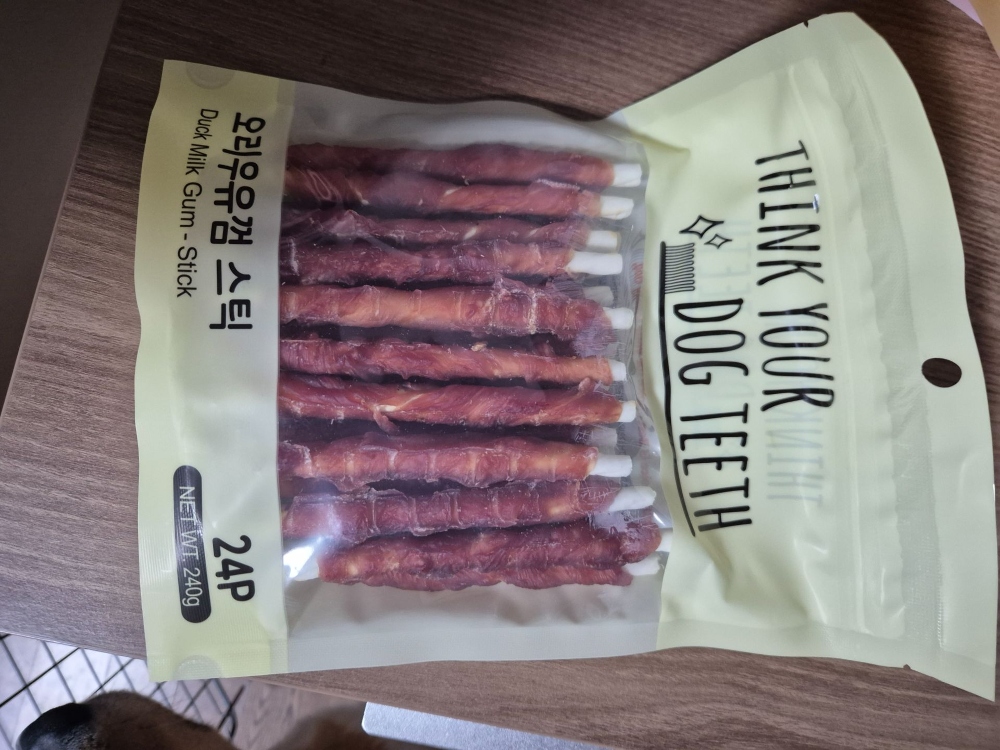 THINK YOUR
DOG TEETH
오리우유껌 스틱
Duck Milk Gum - Stick
24P
NET WT. 240g